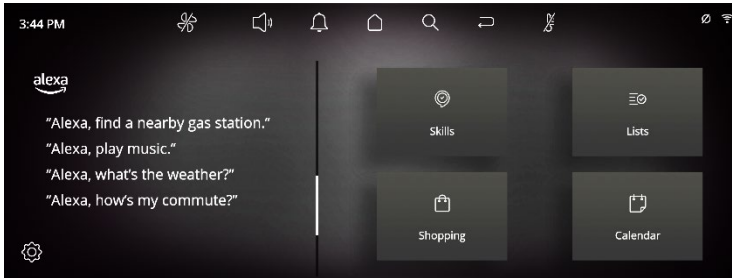 3:44 PM
alexa
"Alexa, find a nearby gas station."
"Alexa, play music."
"Alexa, what's the weather?"
"Alexa, how's my commute?"
Skills
Lists
Shopping
Calendar